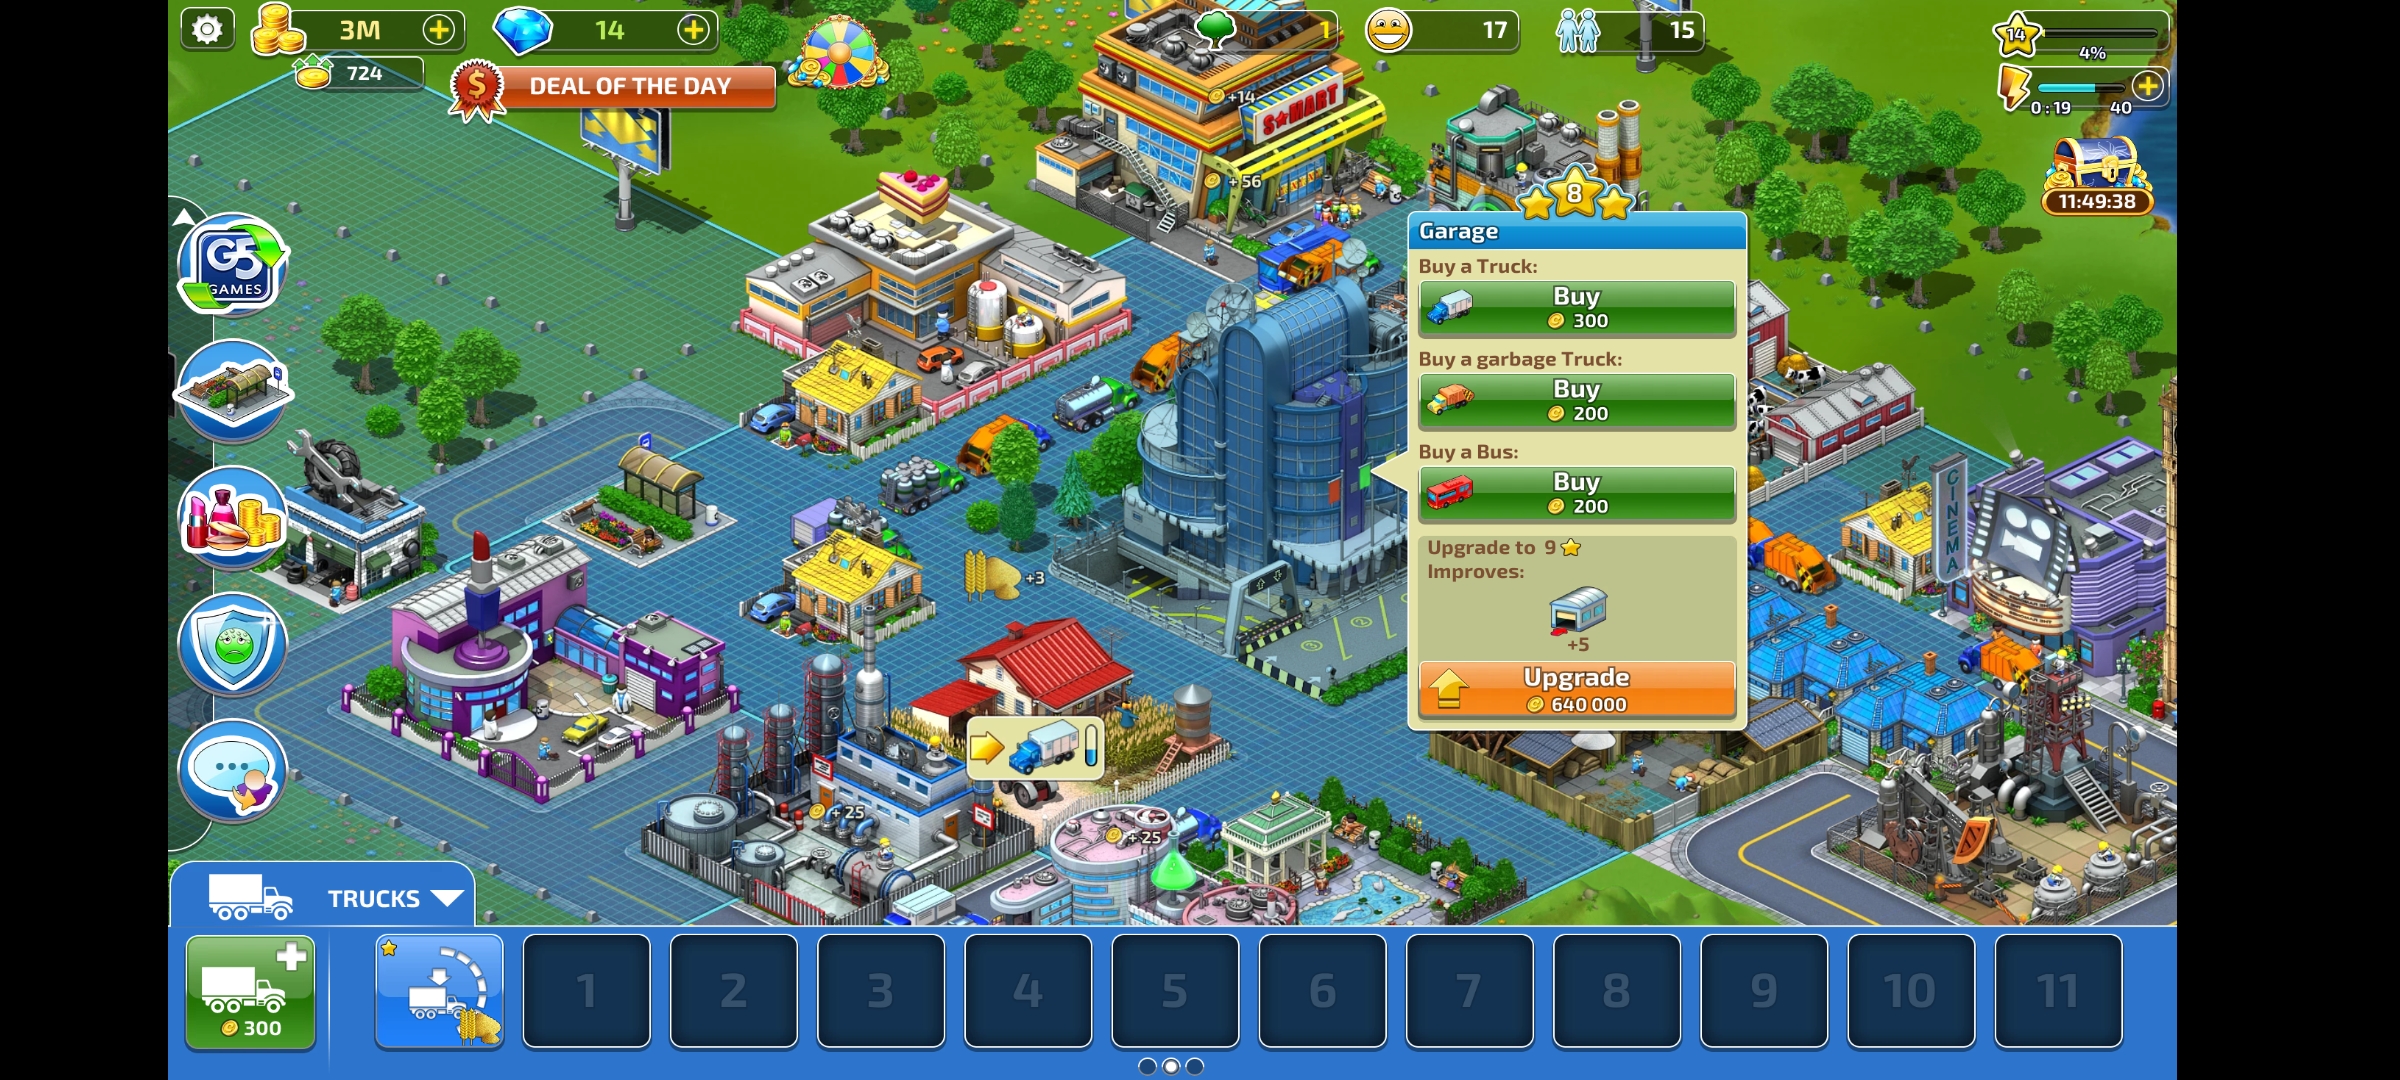 3M
14
1
17
15
14
4%
724
DEAL OF THE DAY
0:19
40
11:49:38
+14
S★MART
+56
8
Garage
Buy a Truck:
Buy
300
Buy a garbage Truck:
Buy
200
Buy a Bus:
Buy
200
Upgrade to 9
Improves:
+5
Upgrade
640 000
G5
GAMES
+3
CINEMA
+25
+25
TRUCKS
300
1
2
3
4
5
6
7
8
9
10
11